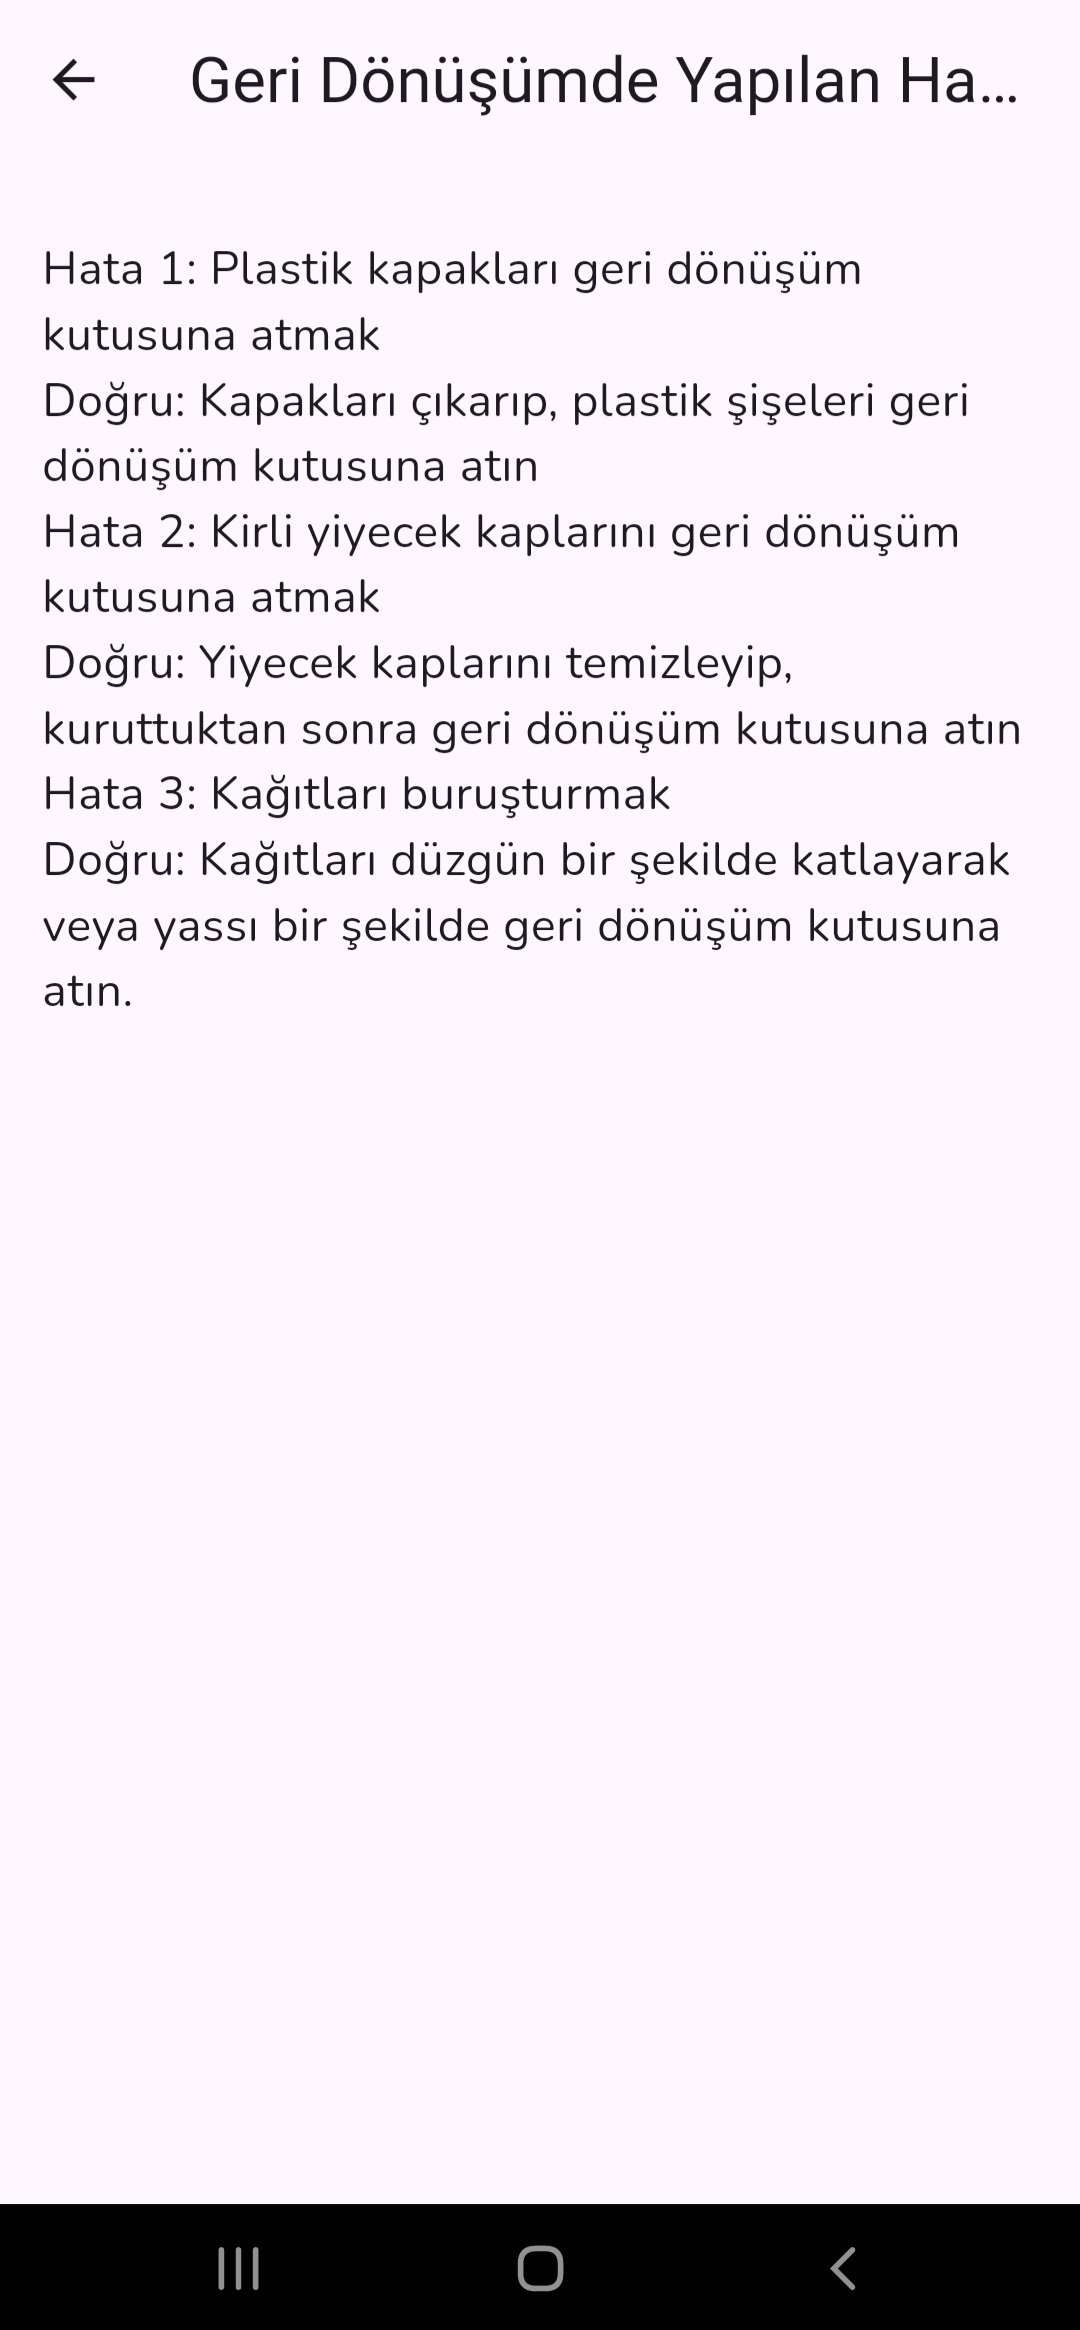 Geri Dönüşümde Yapılan Ha...
Hata 1: Plastik kapakları geri dönüşüm
kutusuna atmak
Doğru: Kapakları çıkarıp, plastik şişeleri geri
dönüşüm kutusuna atın
Hata 2: Kirli yiyecek kaplarını geri dönüşüm
kutusuna atmak
Doğru: Yiyecek kaplarını temizleyip,
kuruttuktan sonra geri dönüşüm kutusuna atın
Hata 3: Kağıtları buruşturmak
Doğru: Kağıtları düzgün bir şekilde katlayarak
veya yassı bir şekilde geri dönüşüm kutusuna
atın.